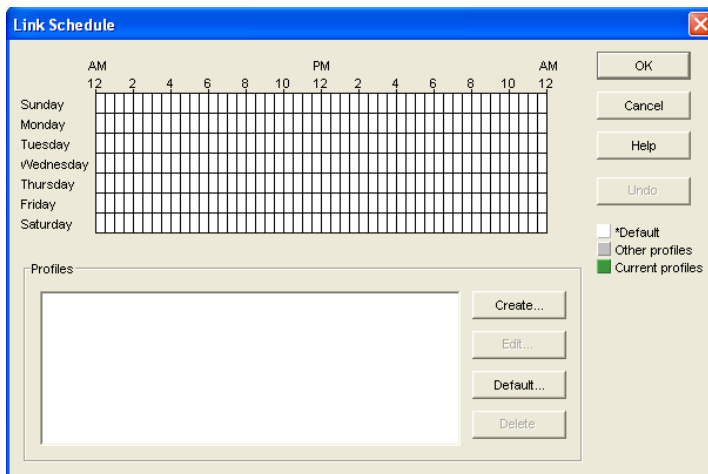 Link Schedule
AM PM AM
12 2 4 6 8 10 12 2 4 6 8 10 12
Sunday
Monday
Tuesday
Wednesday
Thursday
Friday
Saturday
OK
Cancel
Help
Undo
*Default
Other profiles
Current profiles
Profiles
Create...
Edit...
Default...
Delete